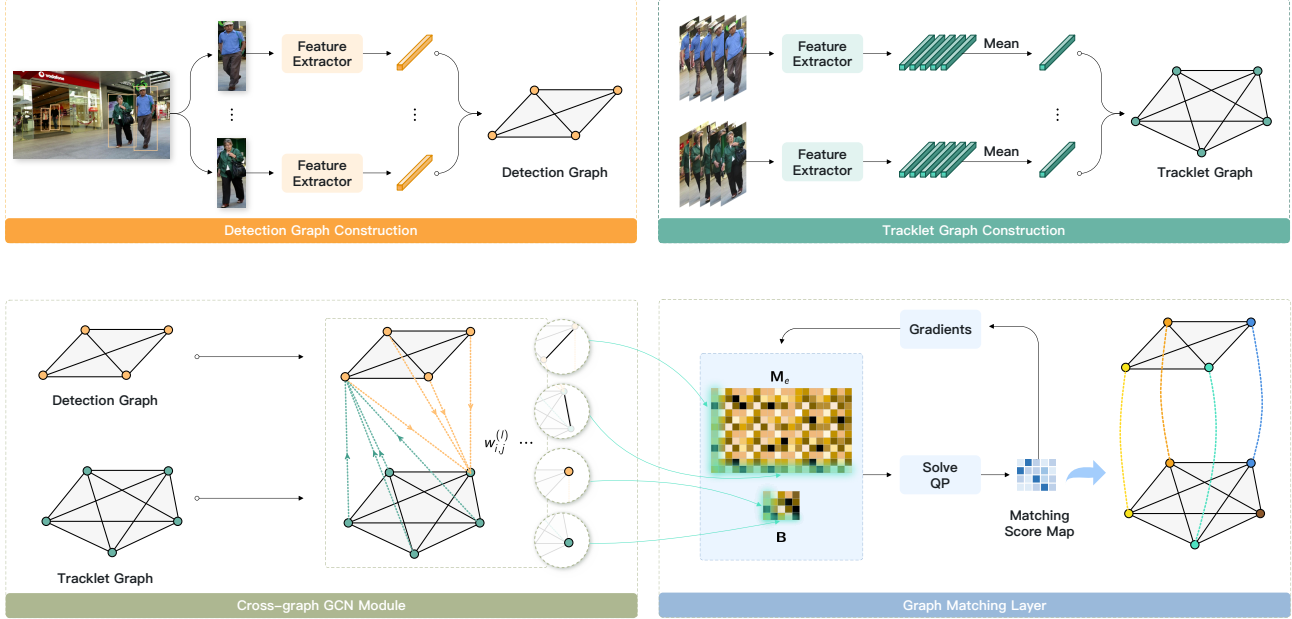 Feature
Extractor
vodafone
⋮
⋮
Feature
Extractor
Detection Graph
Detection Graph Construction
Feature
Extractor
Mean
⋮
Feature
Extractor
Mean
Tracklet Graph
Tracklet Graph Construction
Detection Graph
w_{i,j}^{(l)} ...
Tracklet Graph
Cross-graph GCN Module
Gradients
M_e
Solve
QP
B
Matching
Score Map
Graph Matching Layer